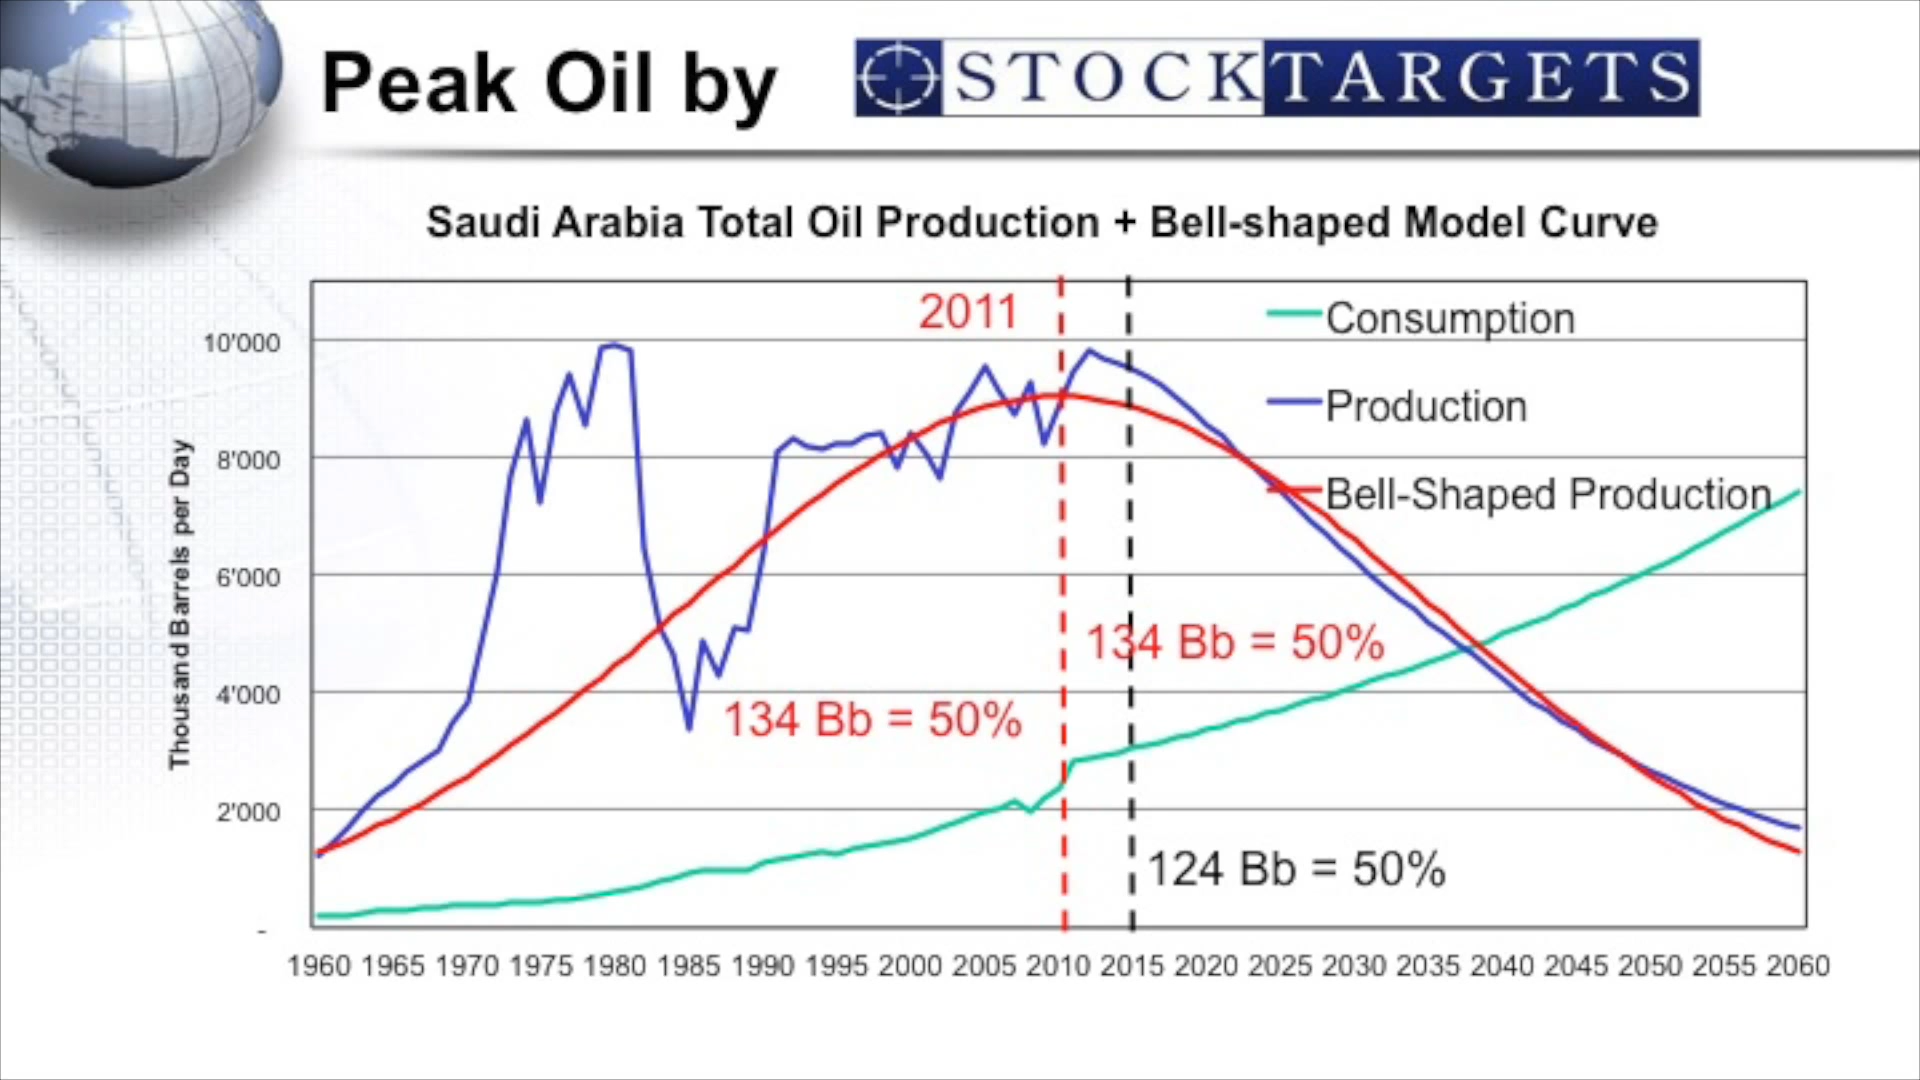 Peak Oil by STOCKTARGETS
Saudi Arabia Total Oil Production + Bell-shaped Model Curve
Thousand Barrels per Day
10'000
8'000
6'000
4'000
2'000
-
2011
Consumption
Production
Bell-Shaped Production
134 Bb = 50%
134 Bb = 50%
124 Bb = 50%
1960 1965 1970 1975 1980 1985 1990 1995 2000 2005 2010 2015 2020 2025 2030 2035 2040 2045 2050 2055 2060